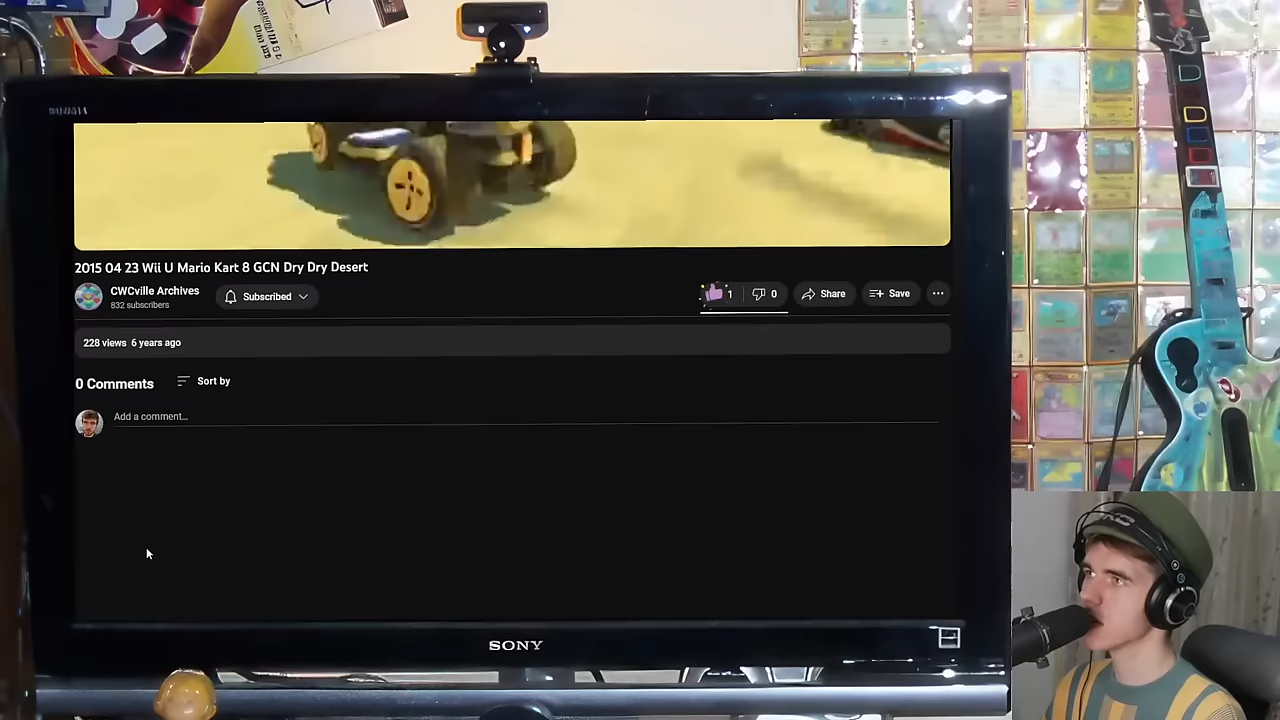 2015 04 23 Wii U Mario Kart 8 GCN Dry Dry Desert
CWCville Archives
832 subscribers
Subscribed
1
0
Share
Save
228 views 6 years ago
0 Comments
Sort by
Add a comment...
SONY